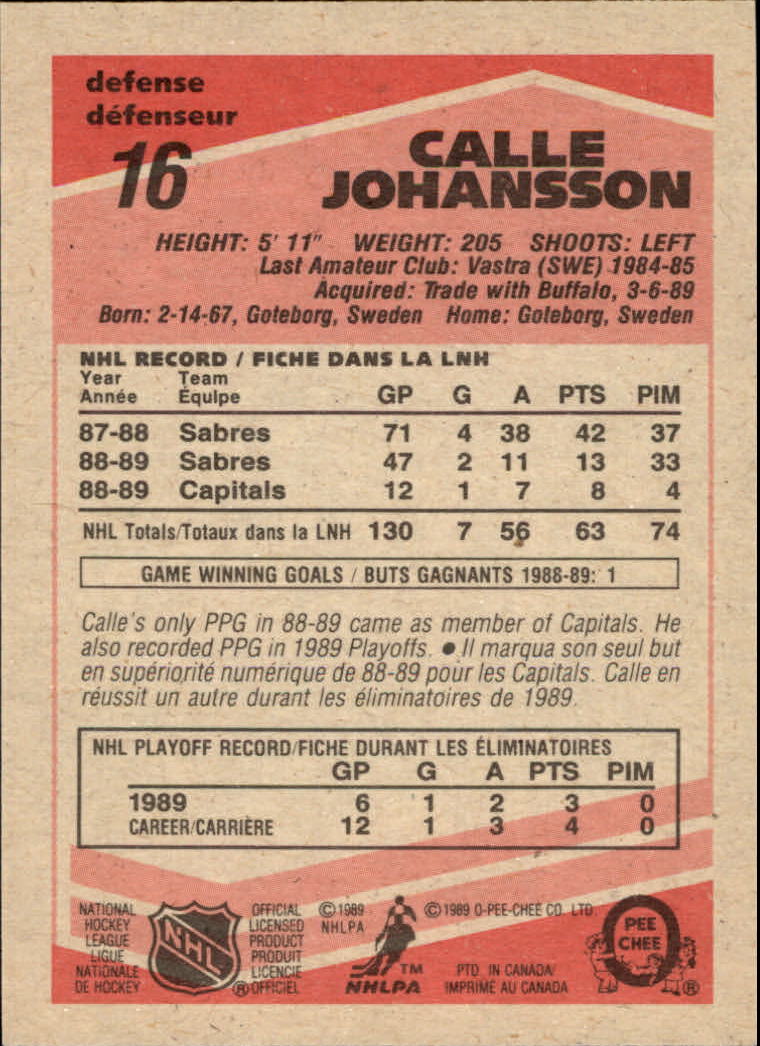 defense
défenseur
16
CALLE
JOHANSSON
HEIGHT: 5' 11" WEIGHT: 205 SHOOTS: LEFT
Last Amateur Club: Vastra (SWE) 1984-85
Acquired: Trade with Buffalo, 3-6-89
Born: 2-14-67, Goteborg, Sweden Home: Goteborg, Sweden
NHL RECORD / FICHE DANS LA LNH
Year Team
Année Équipe GP G A PTS PIM
87-88 Sabres 71 4 38 42 37
88-89 Sabres 47 2 11 13 33
88-89 Capitals 12 1 7 8 4
NHL Totals/Totaux dans la LNH 130 7 56 63 74
GAME WINNING GOALS / BUTS GAGNANTS 1988-89: 1
Calle's only PPG in 88-89 came as member of Capitals. He
also recorded PPG in 1989 Playoffs. ● Il marqua son seul but
en supériorité numérique de 88-89 pour les Capitals. Calle en
réussit un autre durant les éliminatoires de 1989.
NHL PLAYOFF RECORD/FICHE DURANT LES ÉLIMINATOIRES
GP G A PTS PIM
1989 6 1 2 3 0
CAREER/CARRIÈRE 12 1 3 4 0
NATIONAL
HOCKEY
LEAGUE
LIGUE
NATIONALE
DE HOCKEY
NHL
OFFICIAL
LICENSED
PRODUCT
PRODUIT
LICENCIE
® OFFICIEL
© 1989
NHLPA
TM
NHLPA
© 1989 O-PEE-CHEE CO. LTD.
PTD. IN CANADA/
IMPRIMÉ AU CANADA
O
PEE
CHEE
®